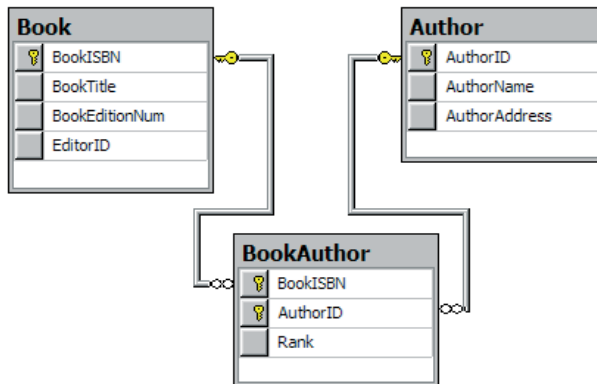 Book
BookISBN
BookTitle
BookEditionNum
EditorID
Author
AuthorID
AuthorName
AuthorAddress
BookAuthor
BookISBN
AuthorID
Rank